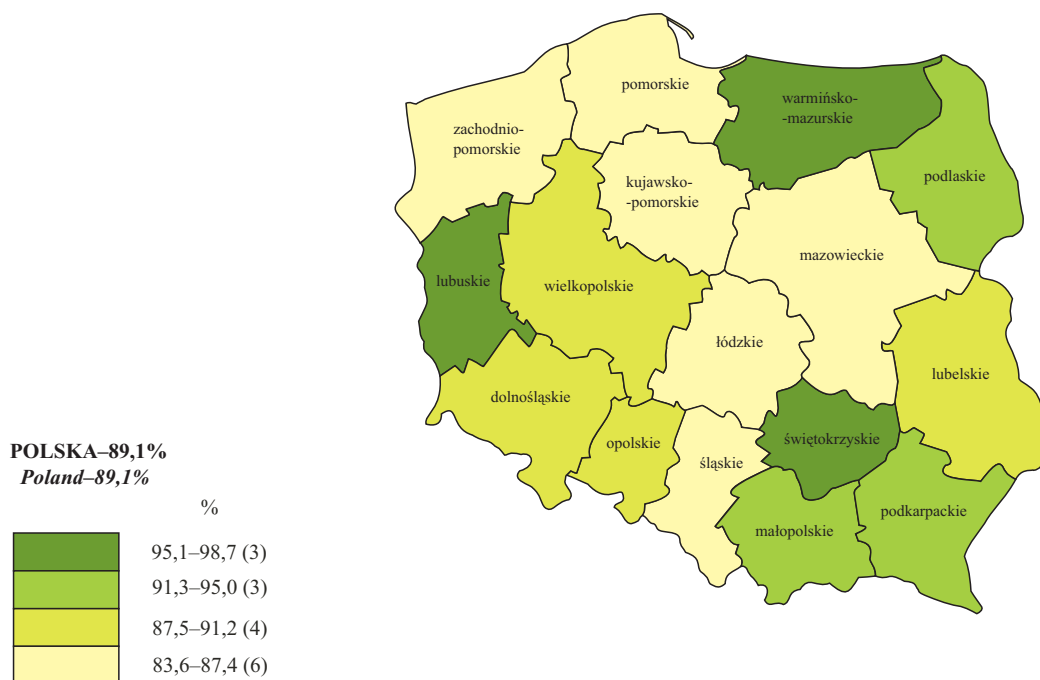 pomorskie
warmińsko-
-mazurskie
zachodnio-
pomorskie
podlaskie
kujawsko-
-pomorskie
mazowieckie
lubuskie
wielkopolskie
łódzkie
lubelskie
dolnośląskie
opolskie
świętokrzyskie
śląskie
podkarpackie
małopolskie
POLSKA–89,1%
Poland–89,1%
%
95,1–98,7 (3)
91,3–95,0 (3)
87,5–91,2 (4)
83,6–87,4 (6)